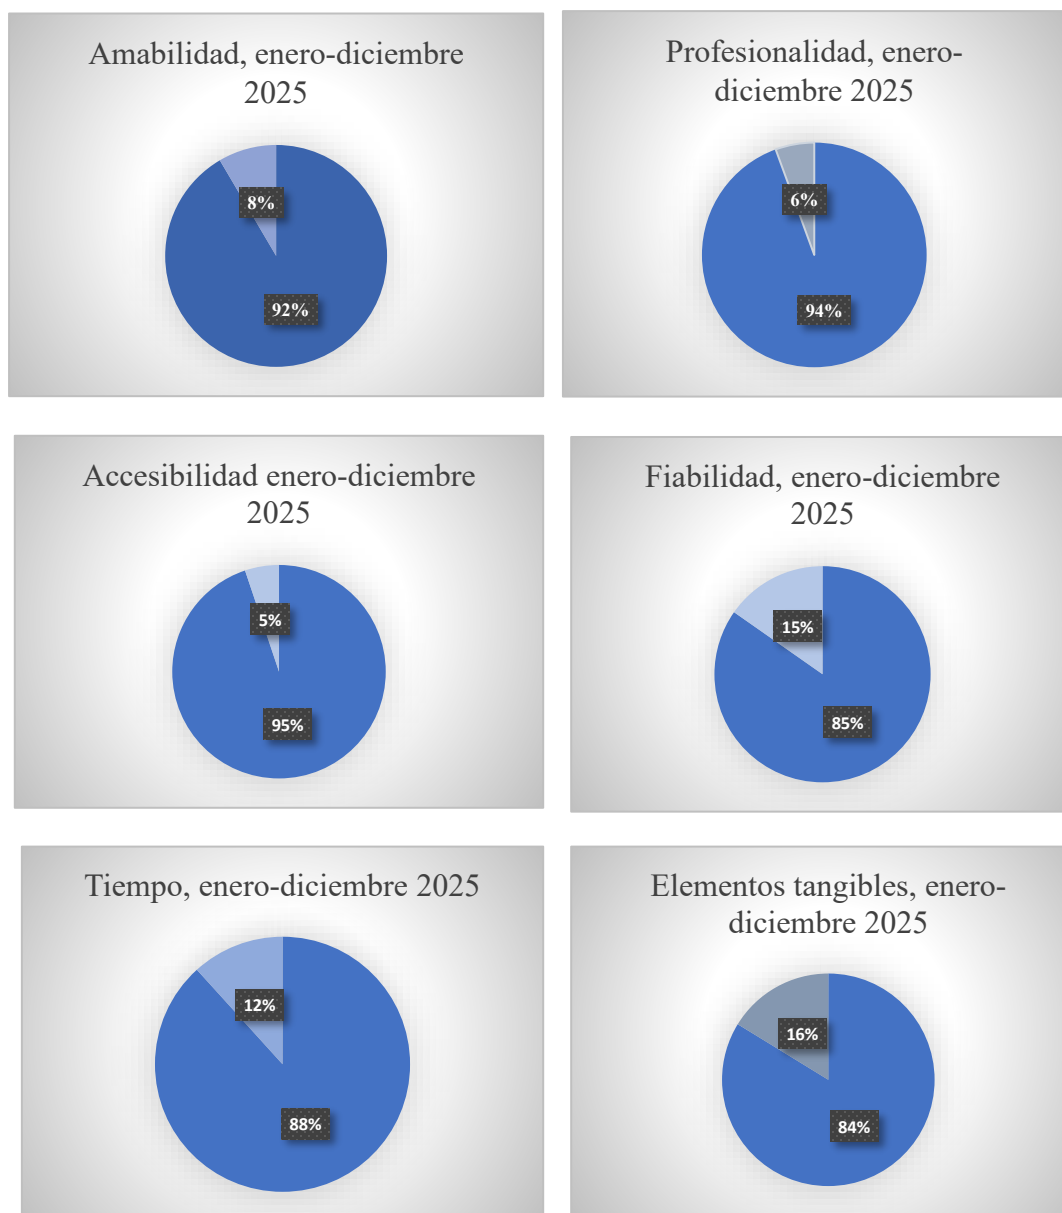 Amabilidad, enero-diciembre
2025
8%
92%
Profesionalidad, enero-
diciembre 2025
6%
94%
Accesibilidad enero-diciembre
2025
5%
95%
Fiabilidad, enero-diciembre
2025
15%
85%
Tiempo, enero-diciembre 2025
12%
88%
Elementos tangibles, enero-
diciembre 2025
16%
84%